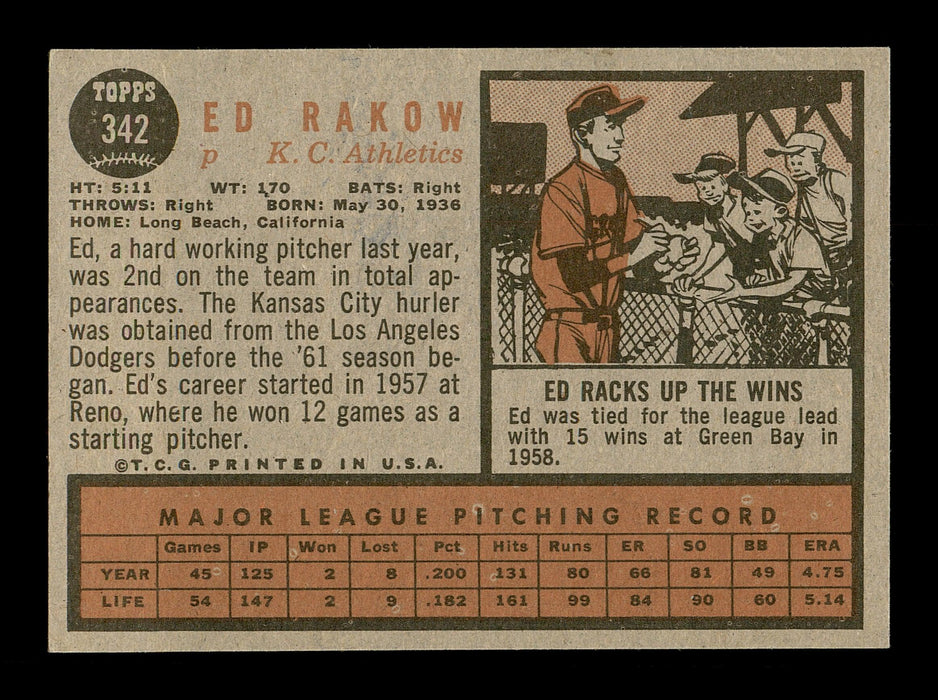 TOPPS
342
ED RAKOW
p K. C. Athletics
HT: 5:11 WT: 170 BATS: Right
THROWS: Right BORN: May 30, 1936
HOME: Long Beach, California
Ed, a hard working pitcher last year,
was 2nd on the team in total ap-
pearances. The Kansas City hurler
was obtained from the Los Angeles
Dodgers before the '61 season be-
gan. Ed's career started in 1957 at
Reno, where he won 12 games as a
starting pitcher.
©T.C.G. PRINTED IN U.S.A.
ED RACKS UP THE WINS
Ed was tied for the league lead
with 15 wins at Green Bay in
1958.
MAJOR LEAGUE PITCHING RECORD
Games IP Won Lost Pct Hits Runs ER SO BB ERA
YEAR 45 125 2 8 .200 131 80 66 81 49 4.75
LIFE 54 147 2 9 .182 161 99 84 90 60 5.14